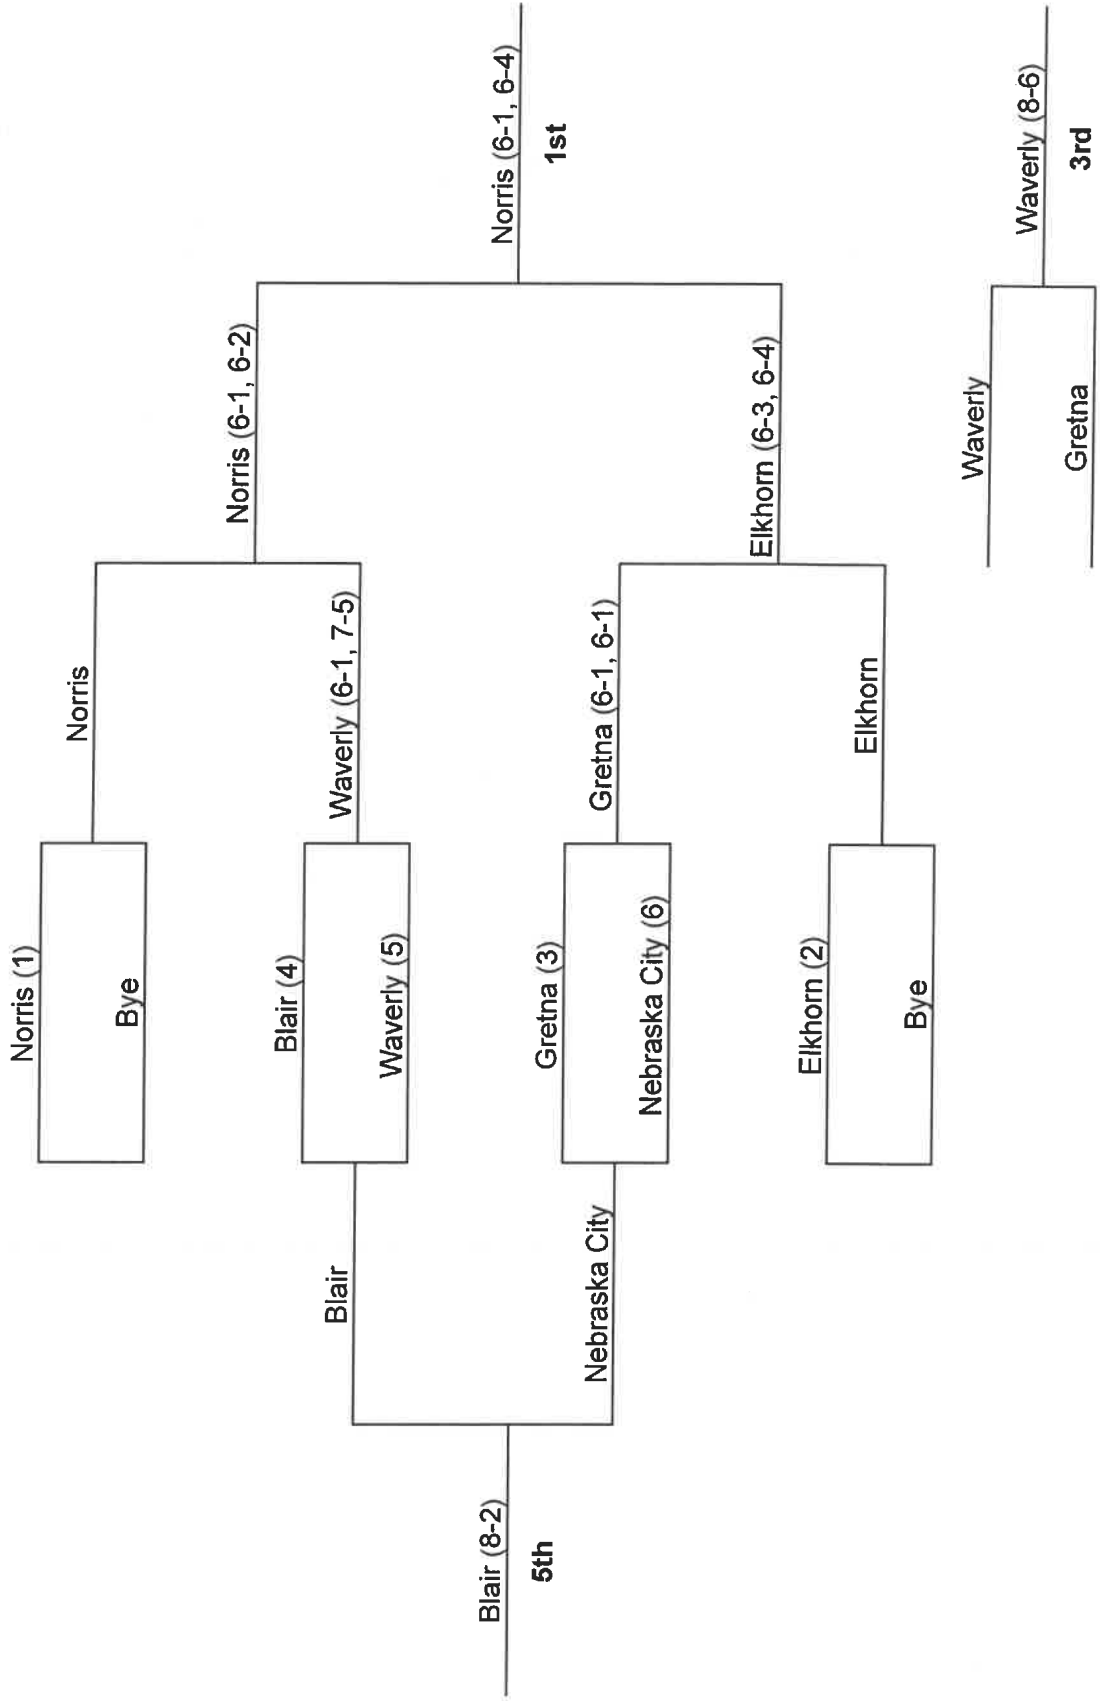 Norris (1)
Bye
Blair (4)
Waverly (5)
Gretna (3)
Nebraska City (6)
Elkhorn (2)
Bye
Norris
Waverly (6-1, 7-5)
Gretna (6-1, 6-1)
Elkhorn
Norris (6-1, 6-2)
Elkhorn (6-3, 6-4)
Norris (6-1, 6-4)
1st
Blair
Nebraska City
Blair (8-2)
5th
Waverly
Gretna
Waverly (8-6)
3rd